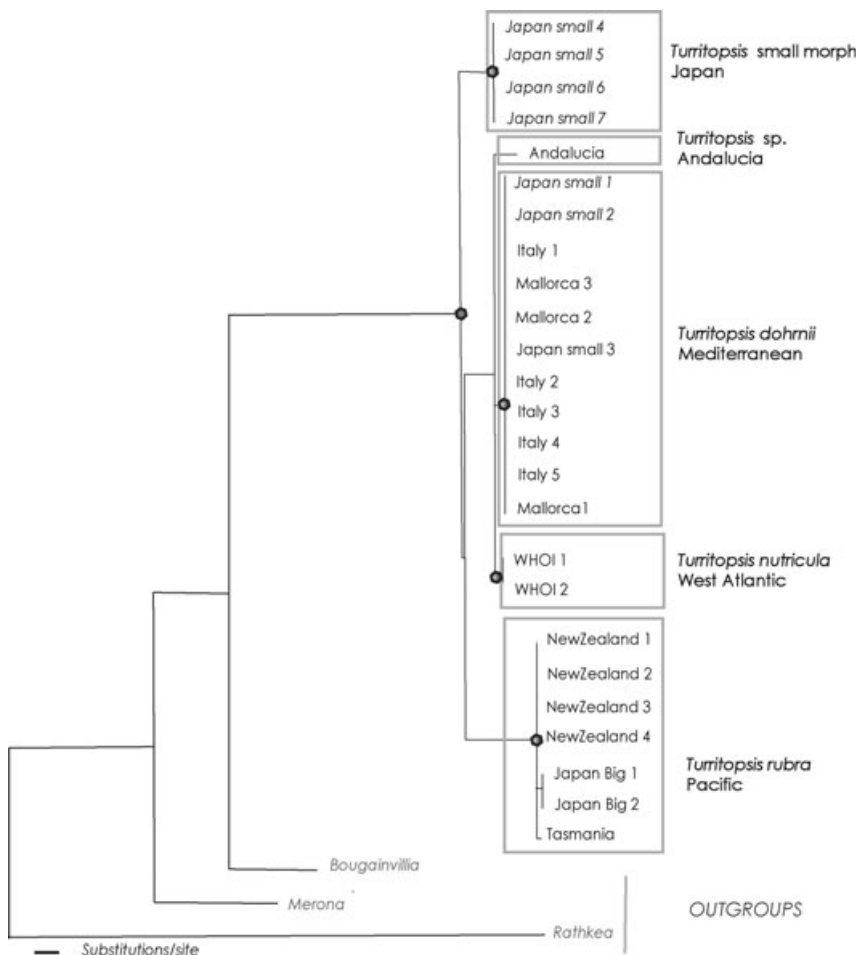 Japan small 4
Japan small 5
Japan small 6
Japan small 7
Turritopsis small morph
Japan
Andalucia
Turritopsis sp.
Andalucia
Japan small 1
Japan small 2
Italy 1
Mallorca 3
Mallorca 2
Japan small 3
Italy 2
Italy 3
Italy 4
Italy 5
Mallorca1
Turritopsis dohrnii
Mediterranean
WHOI 1
WHOI 2
Turritopsis nutricula
West Atlantic
NewZealand 1
NewZealand 2
NewZealand 3
NewZealand 4
Japan Big 1
Japan Big 2
Tasmania
Turritopsis rubra
Pacific
Bougainvillia
Merona
Rathkea
OUTGROUPS
Substitutions/site